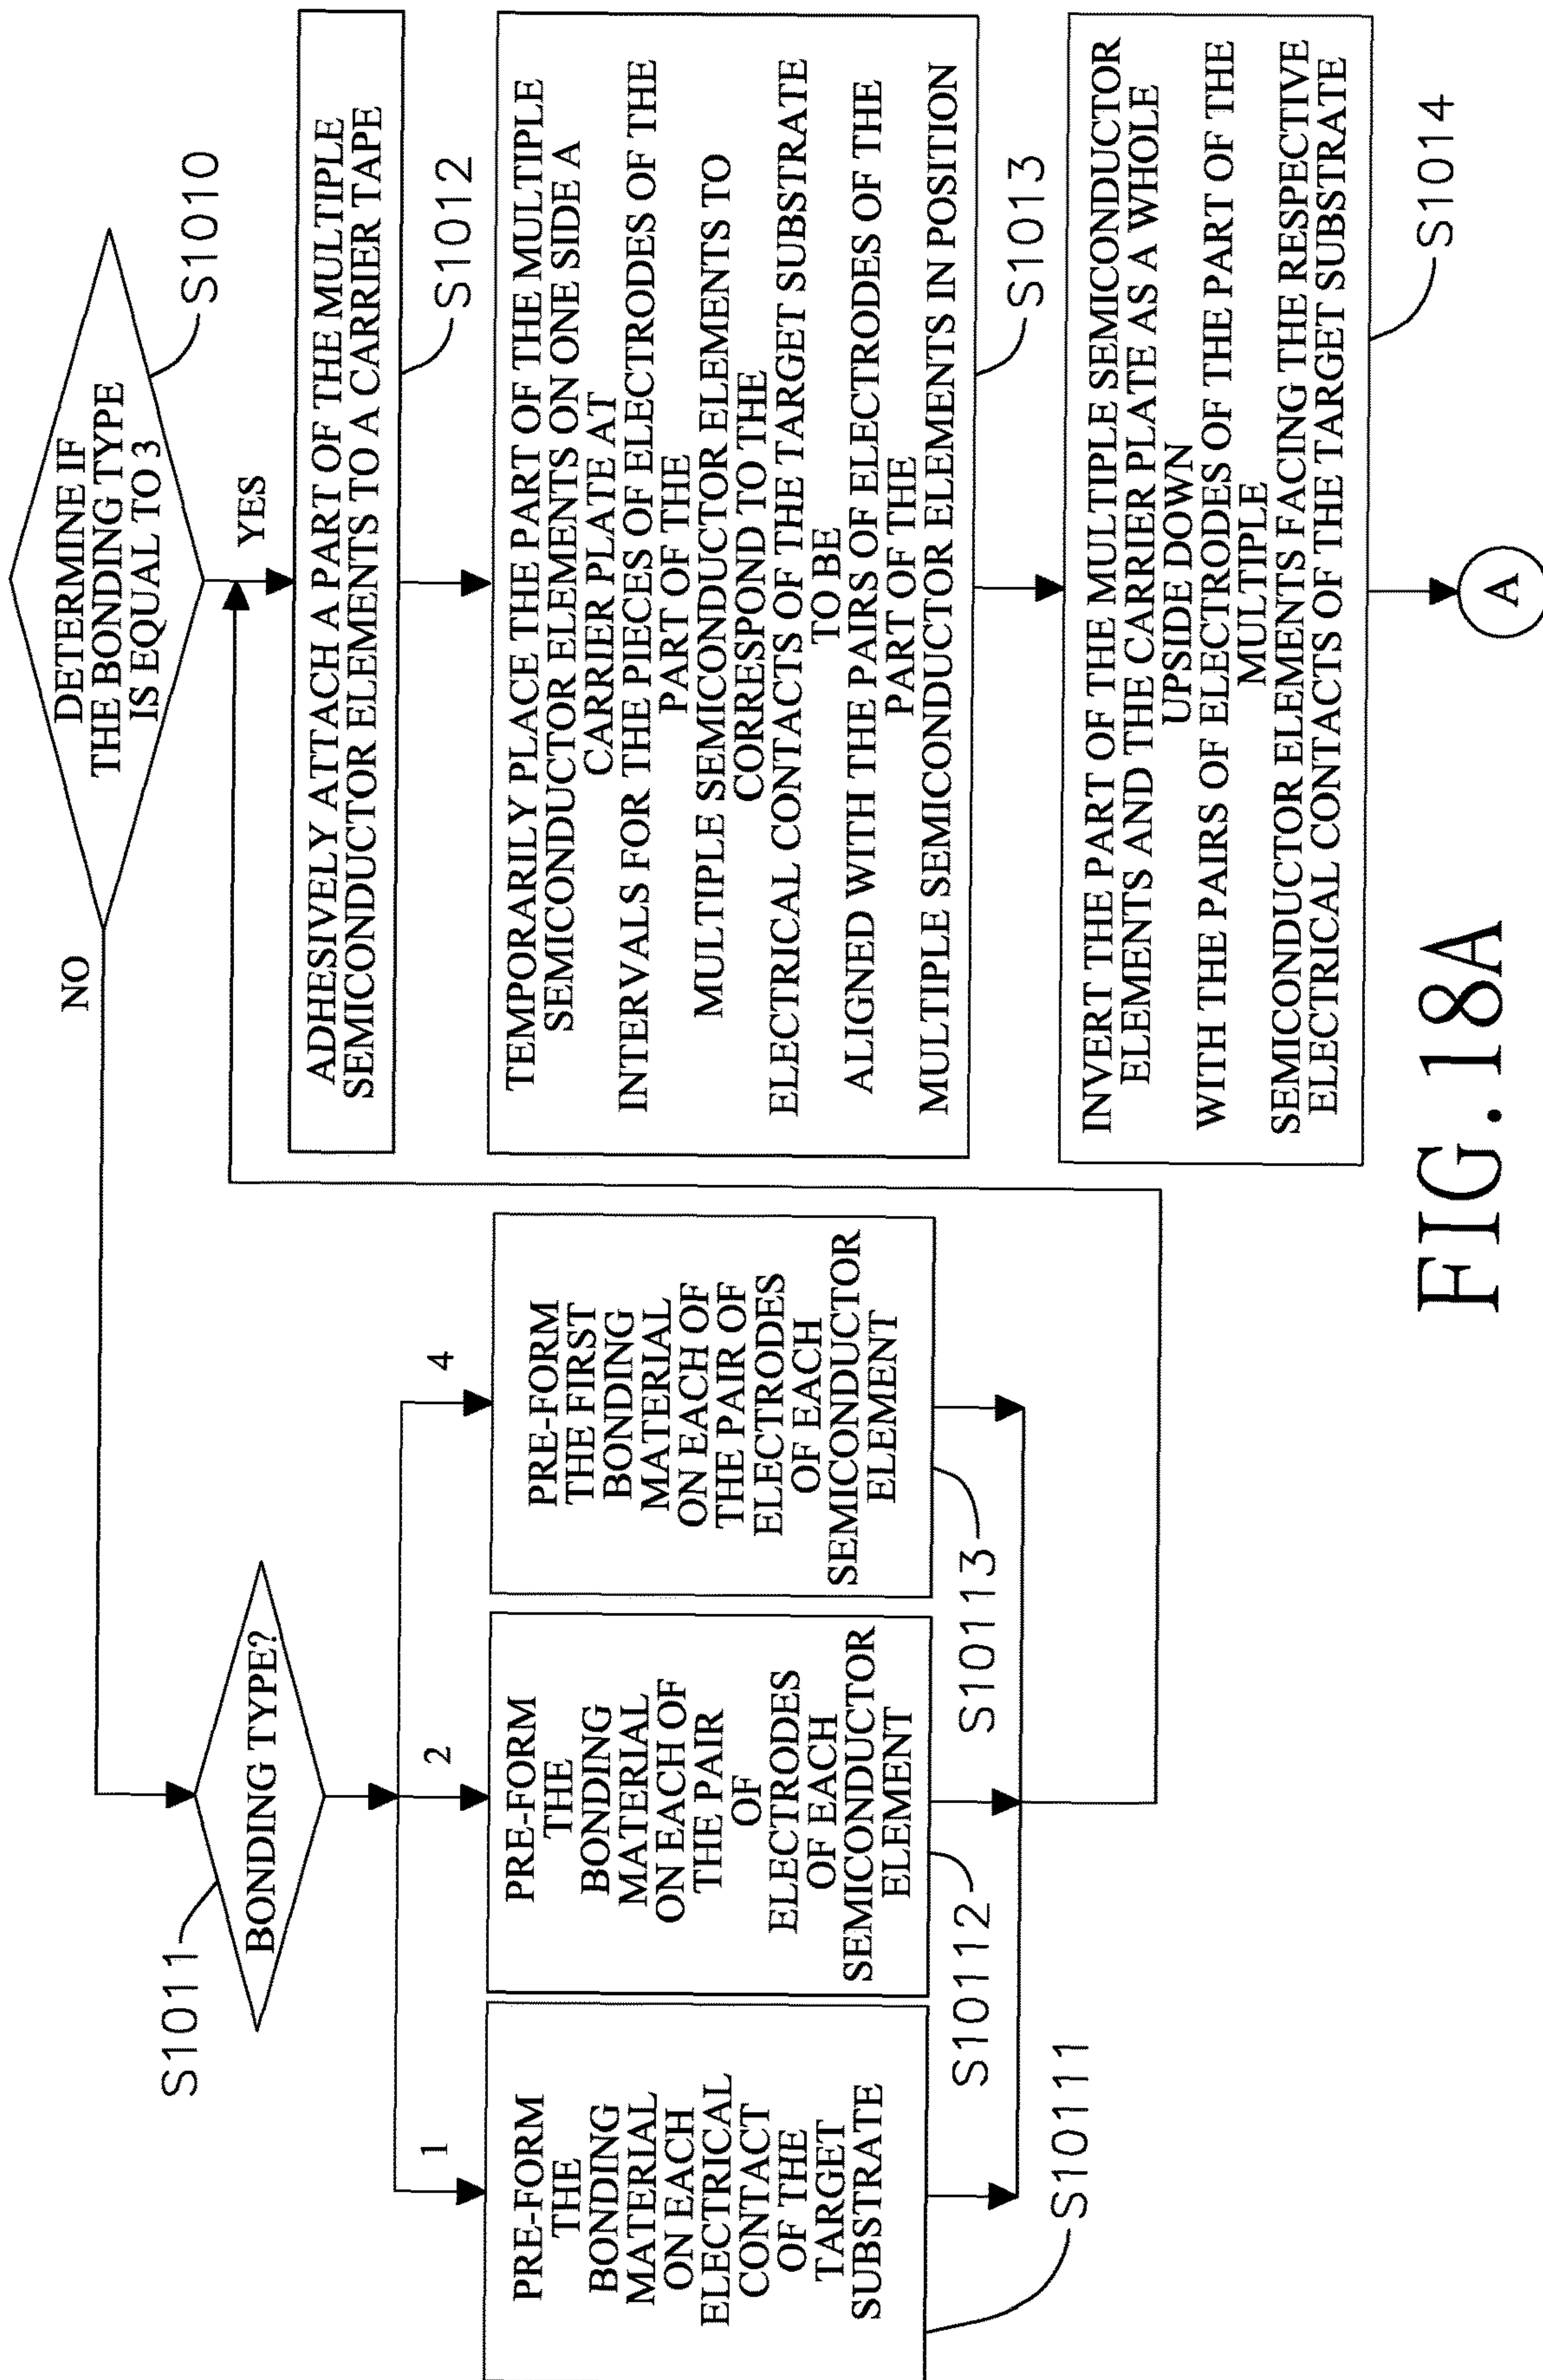 DETERMINE IF
THE BONDING TYPE
IS EQUAL TO 3
S1010
NO
YES
S1011
BONDING TYPE?
1
2
4
PRE-FORM
THE
BONDING
MATERIAL
ON EACH
ELECTRICAL
CONTACT
OF THE
TARGET
SUBSTRATE
S10111
PRE-FORM
THE
BONDING
MATERIAL
ON EACH OF
THE PAIR
OF
ELECTRODES
OF EACH
SEMICONDUCTOR
ELEMENT
S10112
PRE-FORM
THE FIRST
BONDING
MATERIAL
ON EACH OF
THE PAIR OF
ELECTRODES
OF EACH
SEMICONDUCTOR
ELEMENT
S10113
ADHESIVELY ATTACH A PART OF THE MULTIPLE
SEMICONDUCTOR ELEMENTS TO A CARRIER TAPE
S1012
TEMPORARILY PLACE THE PART OF THE MULTIPLE
SEMICONDUCTOR ELEMENTS ON ONE SIDE A
CARRIER PLATE AT
INTERVALS FOR THE PIECES OF ELECTRODES OF THE
PART OF THE
MULTIPLE SEMICONDUCTOR ELEMENTS TO
CORRESPOND TO THE
ELECTRICAL CONTACTS OF THE TARGET SUBSTRATE
TO BE
ALIGNED WITH THE PAIRS OF ELECTRODES OF THE
PART OF THE
MULTIPLE SEMICONDUCTOR ELEMENTS IN POSITION
S1013
INVERT THE PART OF THE MULTIPLE SEMICONDUCTOR
ELEMENTS AND THE CARRIER PLATE AS A WHOLE
UPSIDE DOWN
WITH THE PAIRS OF ELECTRODES OF THE PART OF THE
MULTIPLE
SEMICONDUCTOR ELEMENTS FACING THE RESPECTIVE
ELECTRICAL CONTACTS OF THE TARGET SUBSTRATE
S1014
A
FIG.18A